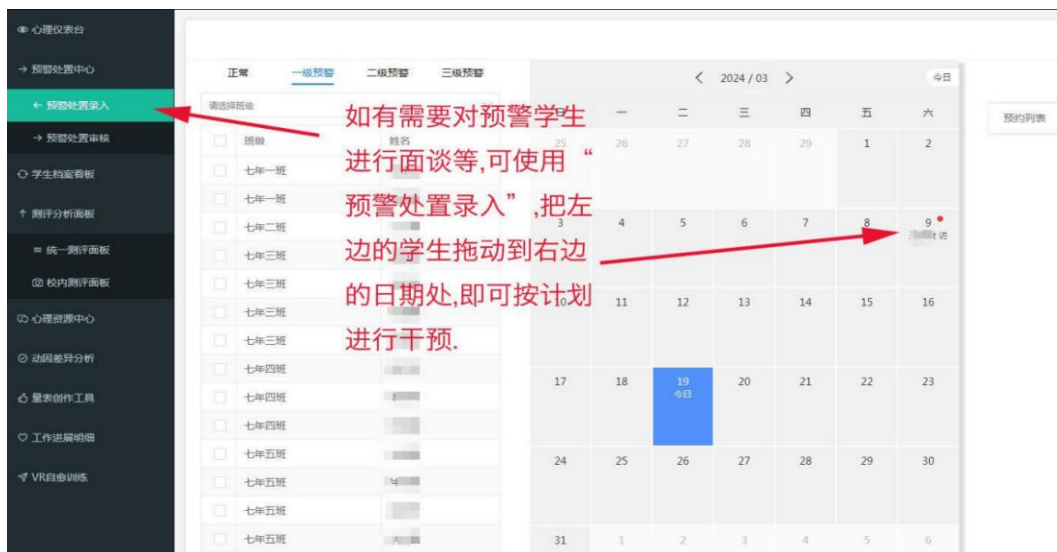 心理仪表台
预警处置中心
预警处置录入
预警处置审核
学生档案看板
测评分析面板
统一测评面板
校内测评面板
心理资源中心
动因差异分析
量表创作工具
工作进展明细
VR自愈训练
正常 一级预警 二级预警 三级预警
请选择班级
班级 姓名
七年一班
七年一班
七年二班
七年三班
七年三班
七年三班
七年三班
七年四班
七年四班
七年四班
七年五班
七年五班
七年五班
七年五班
如有需要对预警学生
进行面谈等,可使用“
预警处置录入”,把左
边的学生拖动到右边
的日期处,即可按计划
进行干预.
2024 / 03 今日
日 一 二 三 四 五 六
25 26 27 28 29 1 2
3 4 5 6 7 8 9
访
10 11 12 13 14 15 16
17 18 19 20 21 22 23
今日
24 25 26 27 28 29 30
31 1 2 3 4 5 6
预约列表